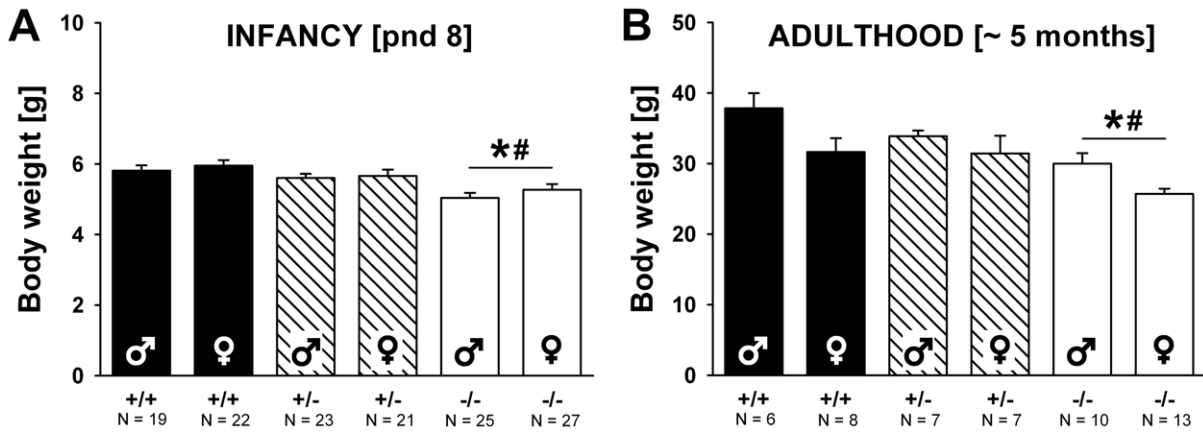 A
INFANCY [pnd 8]
Body weight [g]
10
8
6
4
2
0
*#
♂ ♀ ♂ ♀ ♂ ♀
+/+ +/+ +/- +/- -/- -/-
N = 19 N = 22 N = 23 N = 21 N = 25 N = 27
B
ADULTHOOD [~ 5 months]
Body weight [g]
50
40
30
20
10
0
*#
♂ ♀ ♂ ♀ ♂ ♀
+/+ +/+ +/- +/- -/- -/-
N = 6 N = 8 N = 7 N = 7 N = 10 N = 13